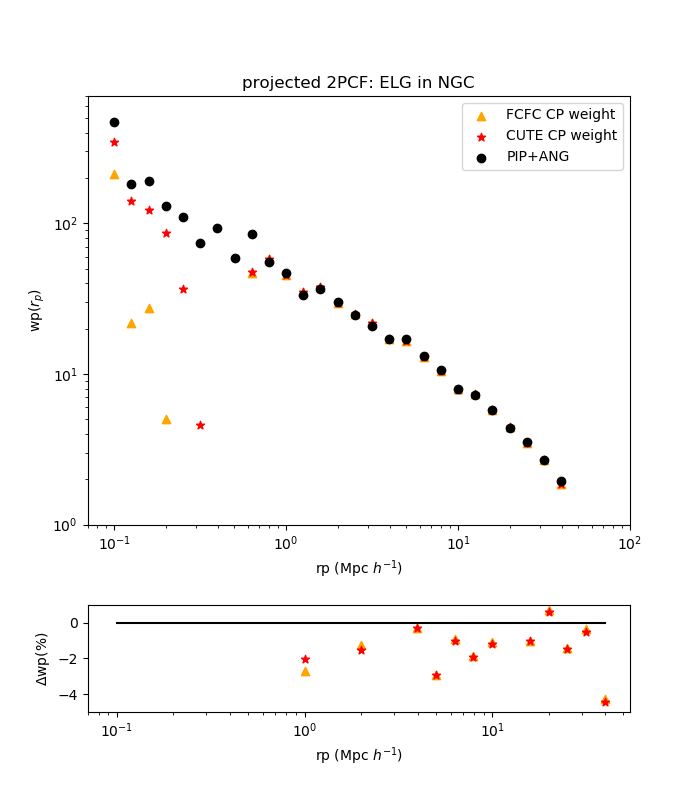 projected 2PCF: ELG in NGC
FCFC CP weight
CUTE CP weight
PIP+ANG
wp(r_p)
10^2
10^1
10^0
10^{-1} 10^0 10^1 10^2
rp (Mpc h^{-1})
Δwp(%)
0
−2
−4
10^{-1} 10^0 10^1
rp (Mpc h^{-1})